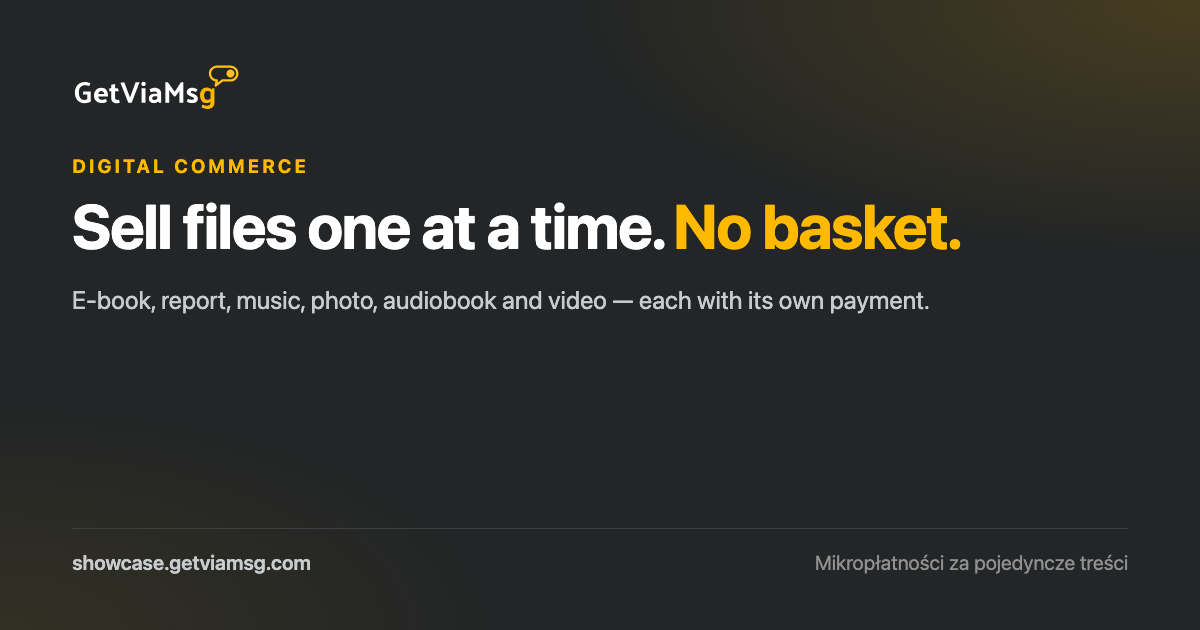 GetViaMsg
DIGITAL COMMERCE
Sell files one at a time. No basket.
E-book, report, music, photo, audiobook and video — each with its own payment.
showcase.getviamsg.com
Mikropłatności za pojedyncze treści